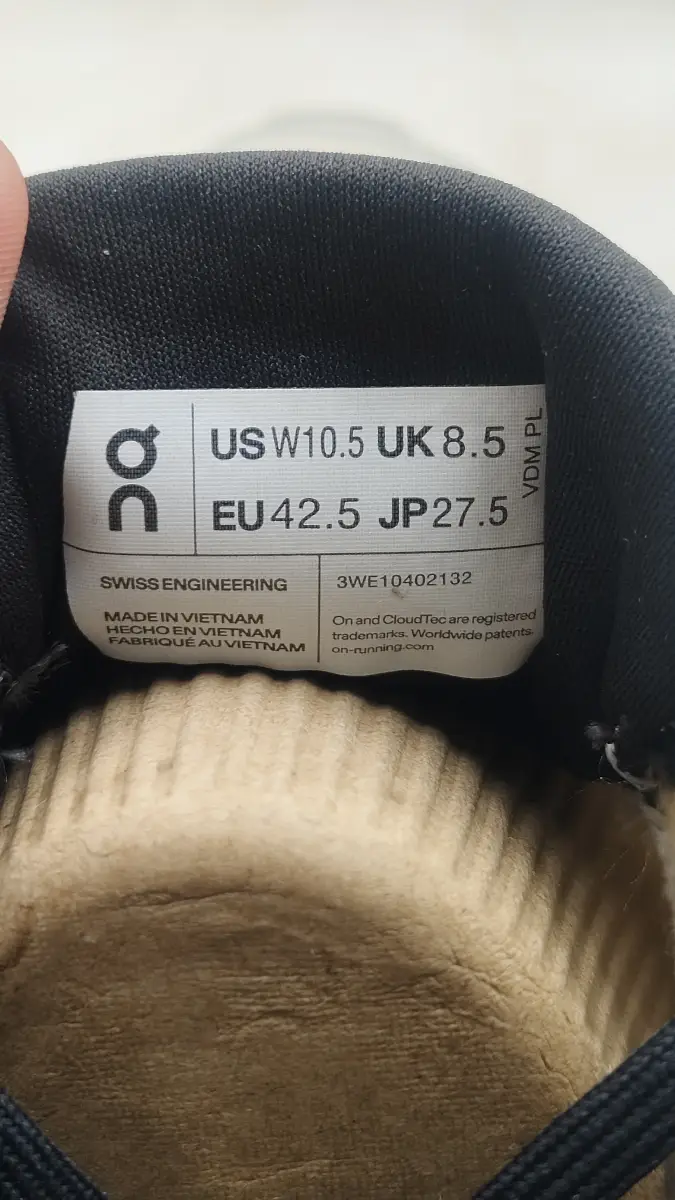 On
US W10.5 UK 8.5
EU 42.5 JP 27.5
VDM PL
SWISS ENGINEERING
MADE IN VIETNAM
HECHO EN VIETNAM
FABRIQUÉ AU VIETNAM
3WE10402132
On and CloudTec are registered
trademarks. Worldwide patents.
on-running.com